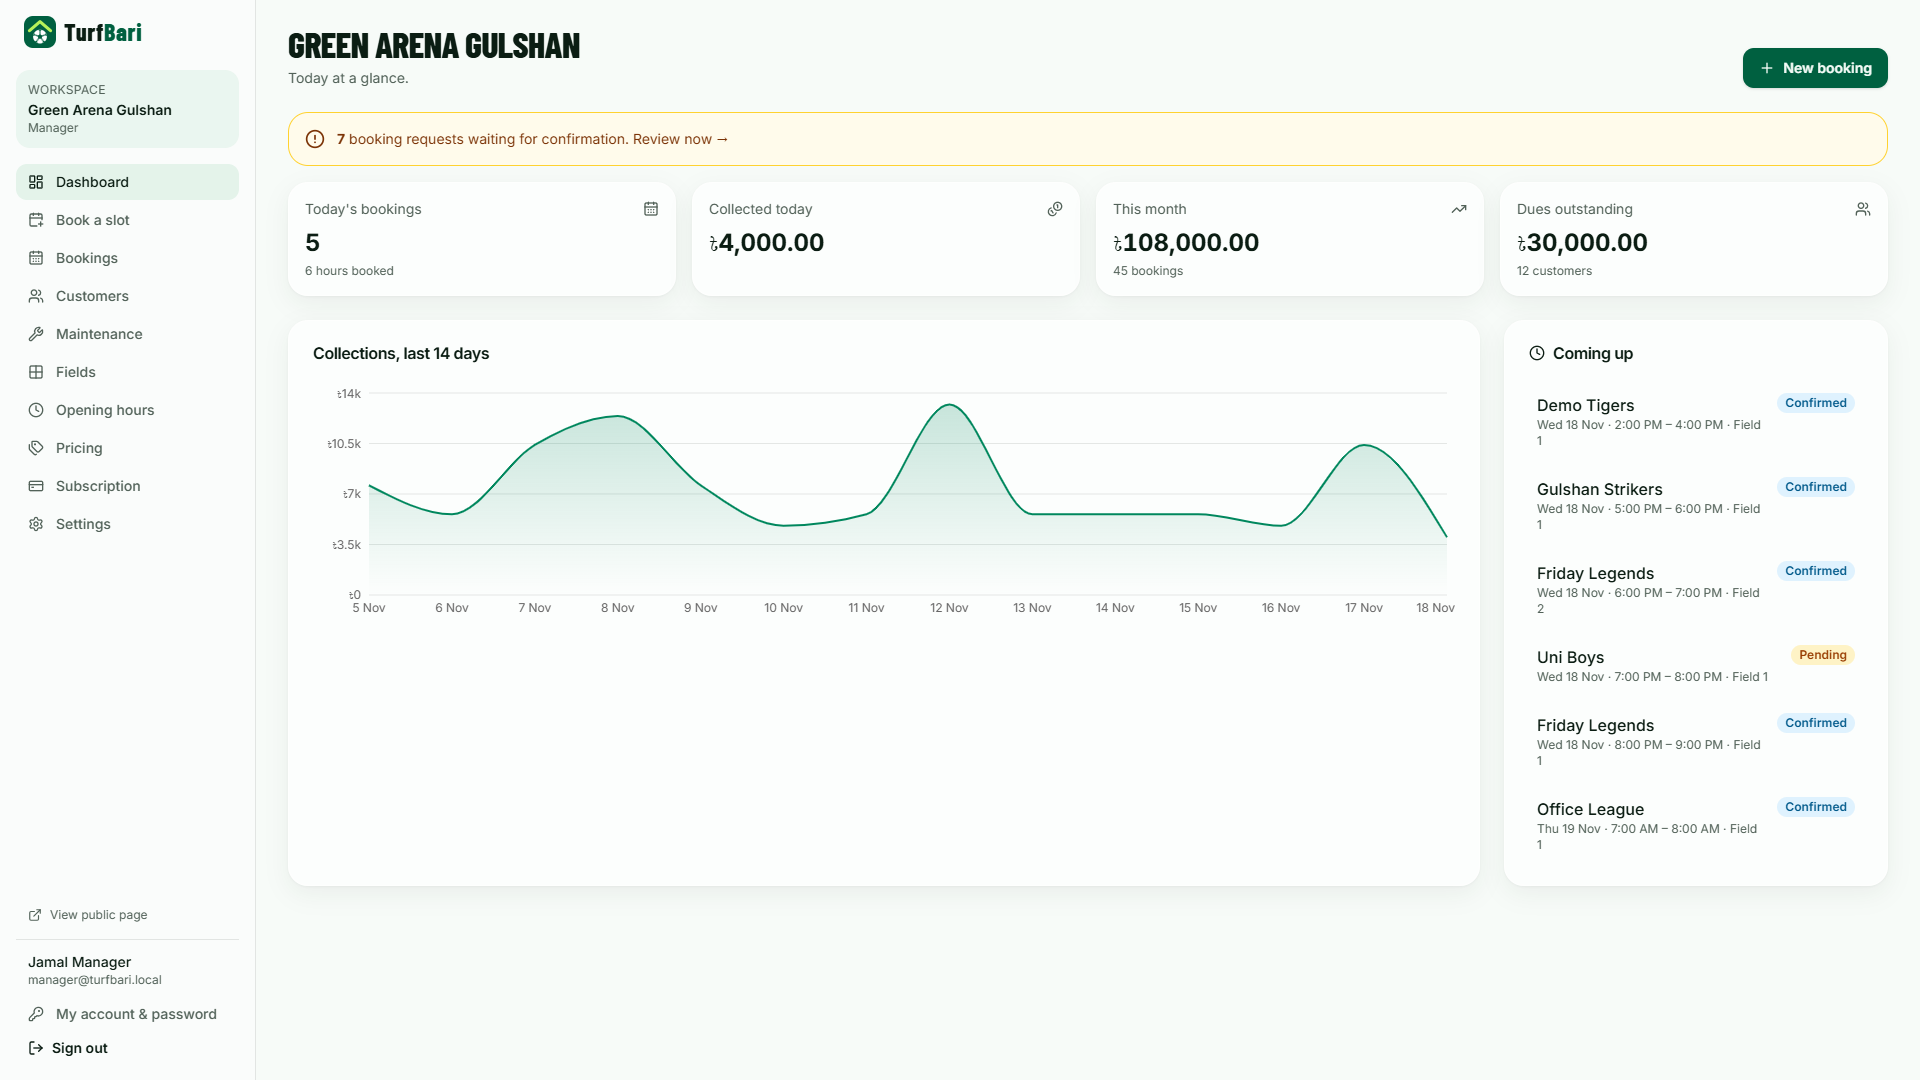 TurfBari
WORKSPACE
Green Arena Gulshan
Manager
Dashboard
Book a slot
Bookings
Customers
Maintenance
Fields
Opening hours
Pricing
Subscription
Settings
View public page
Jamal Manager
manager@turfbari.local
My account & password
Sign out
GREEN ARENA GULSHAN
Today at a glance.
New booking
7 booking requests waiting for confirmation. Review now →
Today's bookings
5
6 hours booked
Collected today
৳4,000.00
This month
৳108,000.00
45 bookings
Dues outstanding
৳30,000.00
12 customers
Collections, last 14 days
৳14k
৳10.5k
৳7k
৳3.5k
৳0
5 Nov 6 Nov 7 Nov 8 Nov 9 Nov 10 Nov 11 Nov 12 Nov 13 Nov 14 Nov 15 Nov 16 Nov 17 Nov 18 Nov
Coming up
Demo Tigers Confirmed
Wed 18 Nov · 2:00 PM – 4:00 PM · Field
1
Gulshan Strikers Confirmed
Wed 18 Nov · 5:00 PM – 6:00 PM · Field
1
Friday Legends Confirmed
Wed 18 Nov · 6:00 PM – 7:00 PM · Field
2
Uni Boys Pending
Wed 18 Nov · 7:00 PM – 8:00 PM · Field 1
Friday Legends Confirmed
Wed 18 Nov · 8:00 PM – 9:00 PM · Field
1
Office League Confirmed
Thu 19 Nov · 7:00 AM – 8:00 AM · Field
1